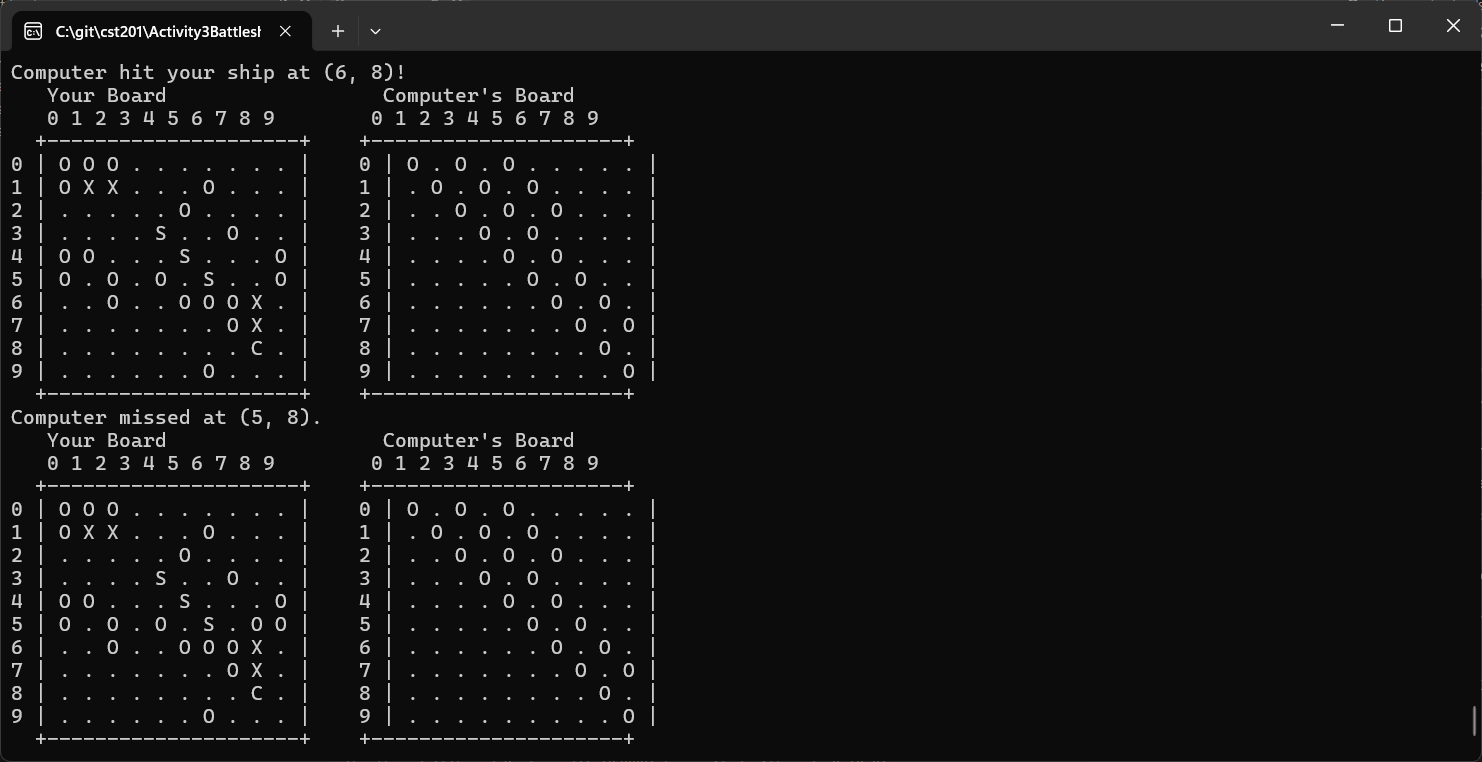 C:\git\cst201\Activity3Battlesh
Computer hit your ship at (6, 8)!
   Your Board                  Computer's Board
   0 1 2 3 4 5 6 7 8 9        0 1 2 3 4 5 6 7 8 9
  +---------------------+    +---------------------+
0 | O O O . . . . . . . |    0 | O . O . O . . . . . |
1 | O X X . . . O . . . |    1 | . O . O . O . . . . |
2 | . . . . . O . . . . |    2 | . . O . O . O . . . |
3 | . . . . S . . O . . |    3 | . . . O . O . . . . |
4 | O O . . . S . . . O |    4 | . . . . O . O . . . |
5 | O . O . O . S . . O |    5 | . . . . . O . O . . |
6 | . . O . . O O O X . |    6 | . . . . . . O . O . |
7 | . . . . . . . O X . |    7 | . . . . . . . O . O |
8 | . . . . . . . . C . |    8 | . . . . . . . . O . |
9 | . . . . . . O . . . |    9 | . . . . . . . . . O |
  +---------------------+    +---------------------+
Computer missed at (5, 8).
   Your Board                  Computer's Board
   0 1 2 3 4 5 6 7 8 9        0 1 2 3 4 5 6 7 8 9
  +---------------------+    +---------------------+
0 | O O O . . . . . . . |    0 | O . O . O . . . . . |
1 | O X X . . . O . . . |    1 | . O . O . O . . . . |
2 | . . . . . O . . . . |    2 | . . O . O . O . . . |
3 | . . . . S . . O . . |    3 | . . . O . O . . . . |
4 | O O . . . S . . . O |    4 | . . . . O . O . . . |
5 | O . O . O . S . O O |    5 | . . . . . O . O . . |
6 | . . O . . O O O X . |    6 | . . . . . . O . O . |
7 | . . . . . . . O X . |    7 | . . . . . . . O . O |
8 | . . . . . . . . C . |    8 | . . . . . . . . O . |
9 | . . . . . . O . . . |    9 | . . . . . . . . . O |
  +---------------------+    +---------------------+